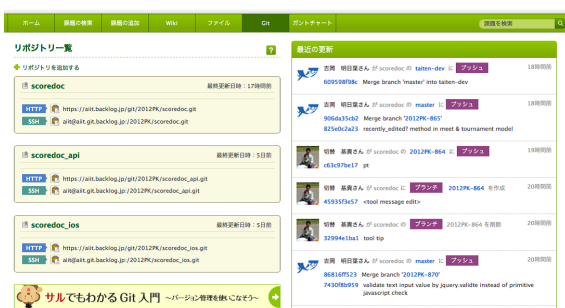 ホーム
課題の検索
課題の追加
Wiki
ファイル
Git
ガントチャート
課題を検索
リポジトリ一覧
?
リポジトリを追加する
scoredoc
最終更新日時：17時間前
HTTP https://aiit.backlog.jp/git/2012PK/scoredoc.git
SSH aiit@aiit.git.backlog.jp:/2012PK/scoredoc.git
scoredoc_api
最終更新日時：5日前
HTTP https://aiit.backlog.jp/git/2012PK/scoredoc_api.git
SSH aiit@aiit.git.backlog.jp:/2012PK/scoredoc_api.git
scoredoc_ios
最終更新日時：5日前
HTTP https://aiit.backlog.jp/git/2012PK/scoredoc_ios.git
SSH aiit@aiit.git.backlog.jp:/2012PK/scoredoc_ios.git
サルでもわかる Git 入門 〜バージョン管理を使いこなそう〜
最近の更新
吉岡 明日菜さん が scoredoc の taiten-dev に プッシュ 18時間前
609598f98c Merge branch 'master' into taiten-dev
吉岡 明日菜さん が scoredoc の master に プッシュ 18時間前
906da35cb2 Merge branch '2012PK-865'
825e0c2a23 recently_edited? method in meet & tournament model
切替 基貴さん が scoredoc の 2012PK-864 に プッシュ 19時間前
c63c97be17 pt
切替 基貴さん が scoredoc に ブランチ 2012PK-864 を作成 20時間前
45935f3e57 <tool message edit>
切替 基貴さん が scoredoc の ブランチ 2012PK-864 を削除 20時間前
32994e1ba1 tool tip
吉岡 明日菜さん が scoredoc の master に プッシュ 20時間前
86816ff523 Merge branch '2012PK-870'
7430f8b959 validate text input value by jquery.validte instead of primitive
javascript check